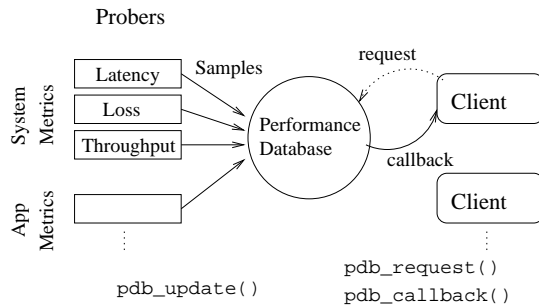 Probers
System
Metrics
Latency
Loss
Throughput
Samples
App
Metrics
Performance
Database
request
callback
Client
Client
pdb_update()
pdb_request()
pdb_callback()